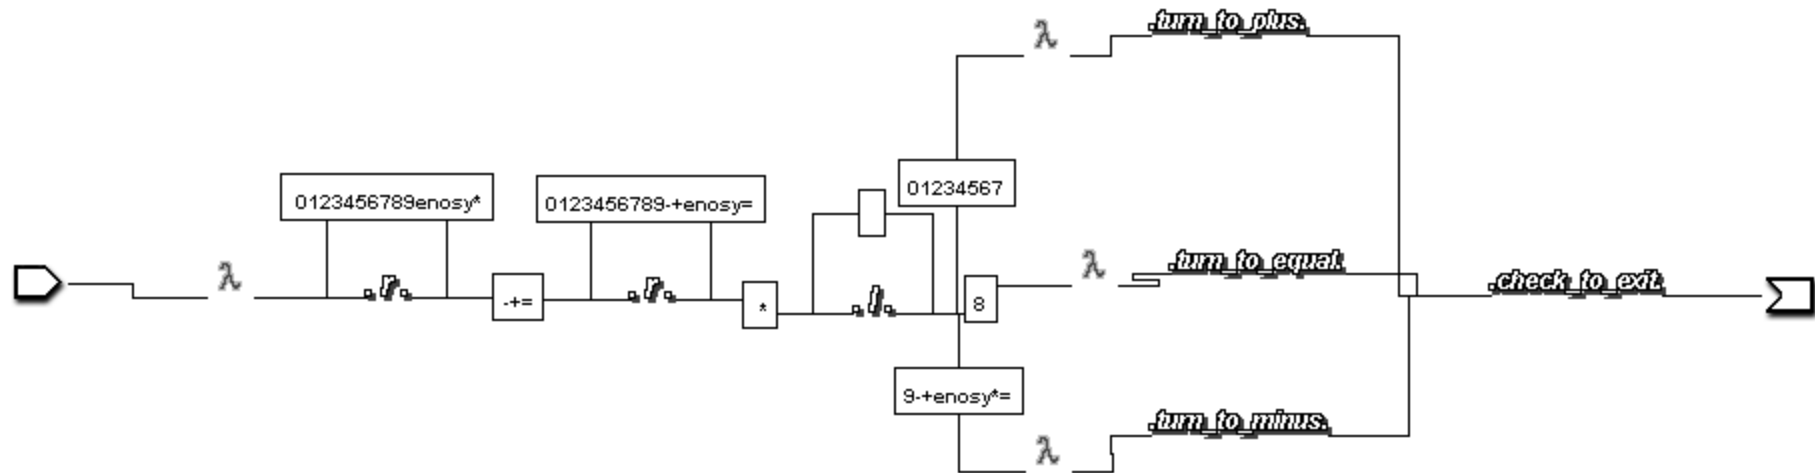 .turn_to_plus.
λ
01234567
0123456789enosy*
0123456789-+enosy=
λ
.r.
-+=
.r.
*
.l.
8
λ
.turn_to_equal.
.check_to_exit.
9-+enosy*=
λ
.turn_to_minus.